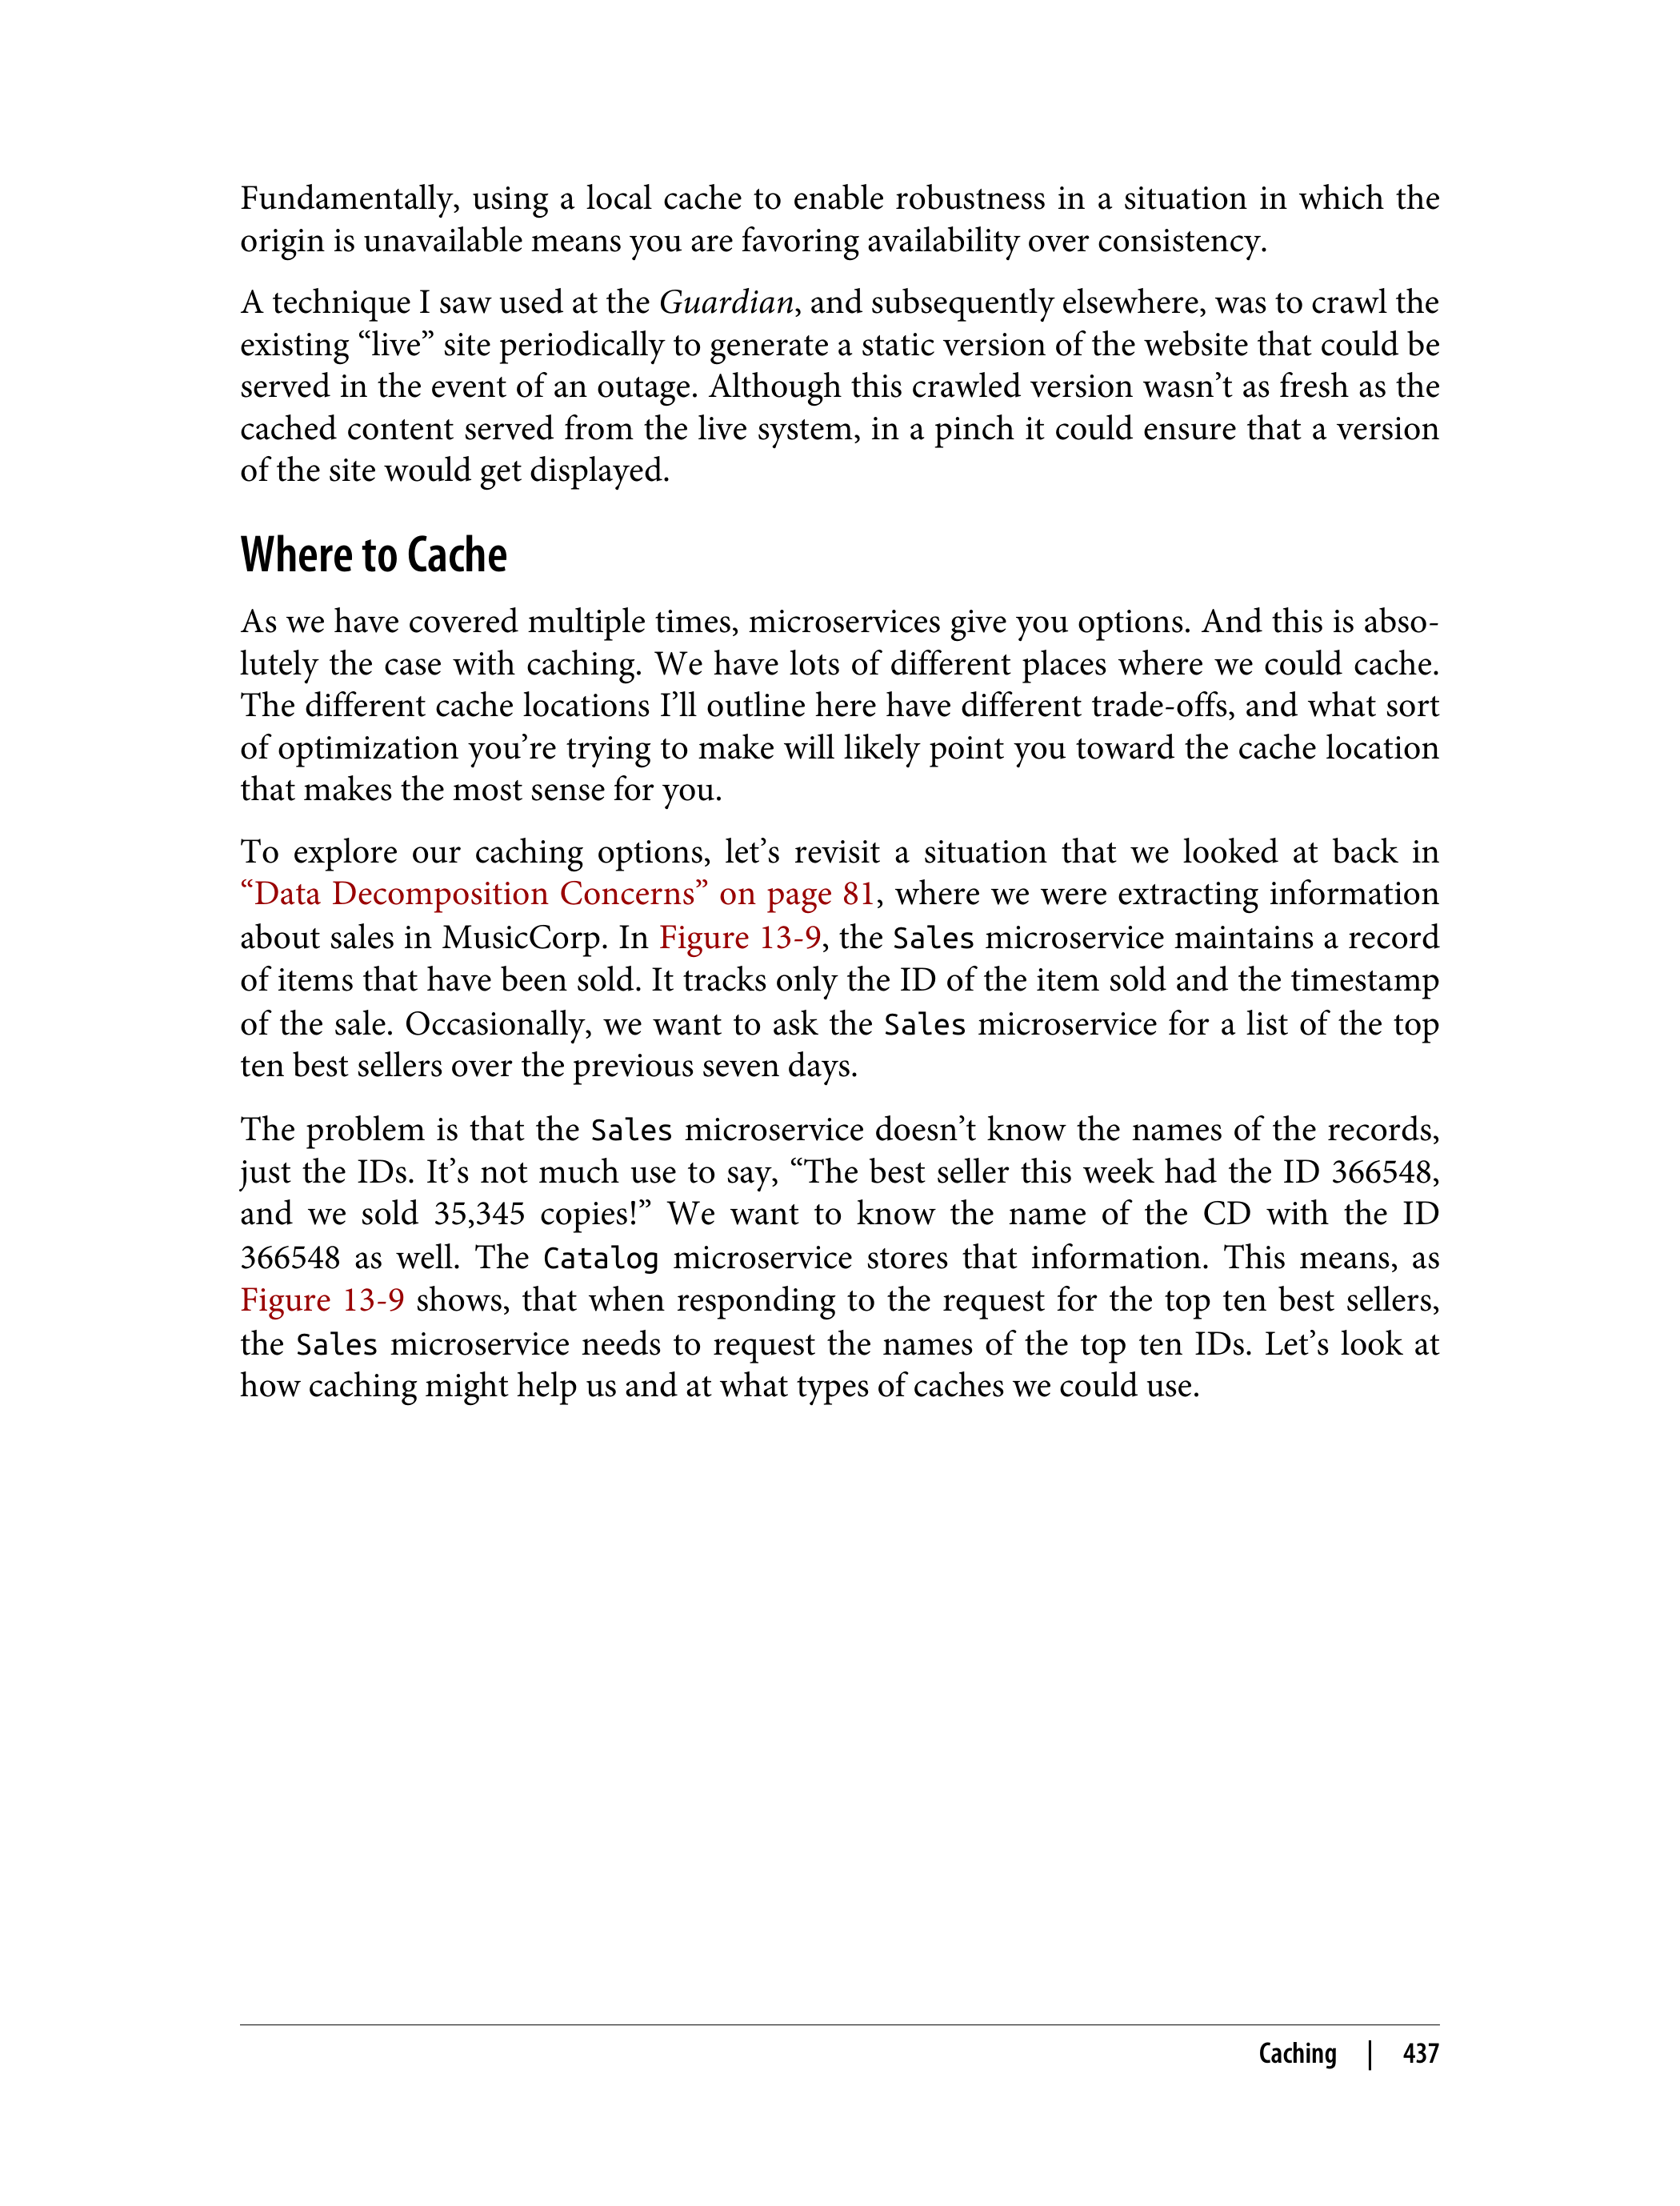 Fundamentally, using a local cache to enable robustness in a situation in which the
origin is unavailable means you are favoring availability over consistency.
A technique I saw used at the Guardian, and subsequently elsewhere, was to crawl the
existing “live” site periodically to generate a static version of the website that could be
served in the event of an outage. Although this crawled version wasn’t as fresh as the
cached content served from the live system, in a pinch it could ensure that a version
of the site would get displayed.
Where to Cache
As we have covered multiple times, microservices give you options. And this is abso-
lutely the case with caching. We have lots of different places where we could cache.
The different cache locations I’ll outline here have different trade-offs, and what sort
of optimization you’re trying to make will likely point you toward the cache location
that makes the most sense for you.
To explore our caching options, let’s revisit a situation that we looked at back in
“Data Decomposition Concerns” on page 81, where we were extracting information
about sales in MusicCorp. In Figure 13-9, the Sales microservice maintains a record
of items that have been sold. It tracks only the ID of the item sold and the timestamp
of the sale. Occasionally, we want to ask the Sales microservice for a list of the top
ten best sellers over the previous seven days.
The problem is that the Sales microservice doesn’t know the names of the records,
just the IDs. It’s not much use to say, “The best seller this week had the ID 366548,
and we sold 35,345 copies!” We want to know the name of the CD with the ID
366548 as well. The Catalog microservice stores that information. This means, as
Figure 13-9 shows, that when responding to the request for the top ten best sellers,
the Sales microservice needs to request the names of the top ten IDs. Let’s look at
how caching might help us and at what types of caches we could use.
Caching | 437